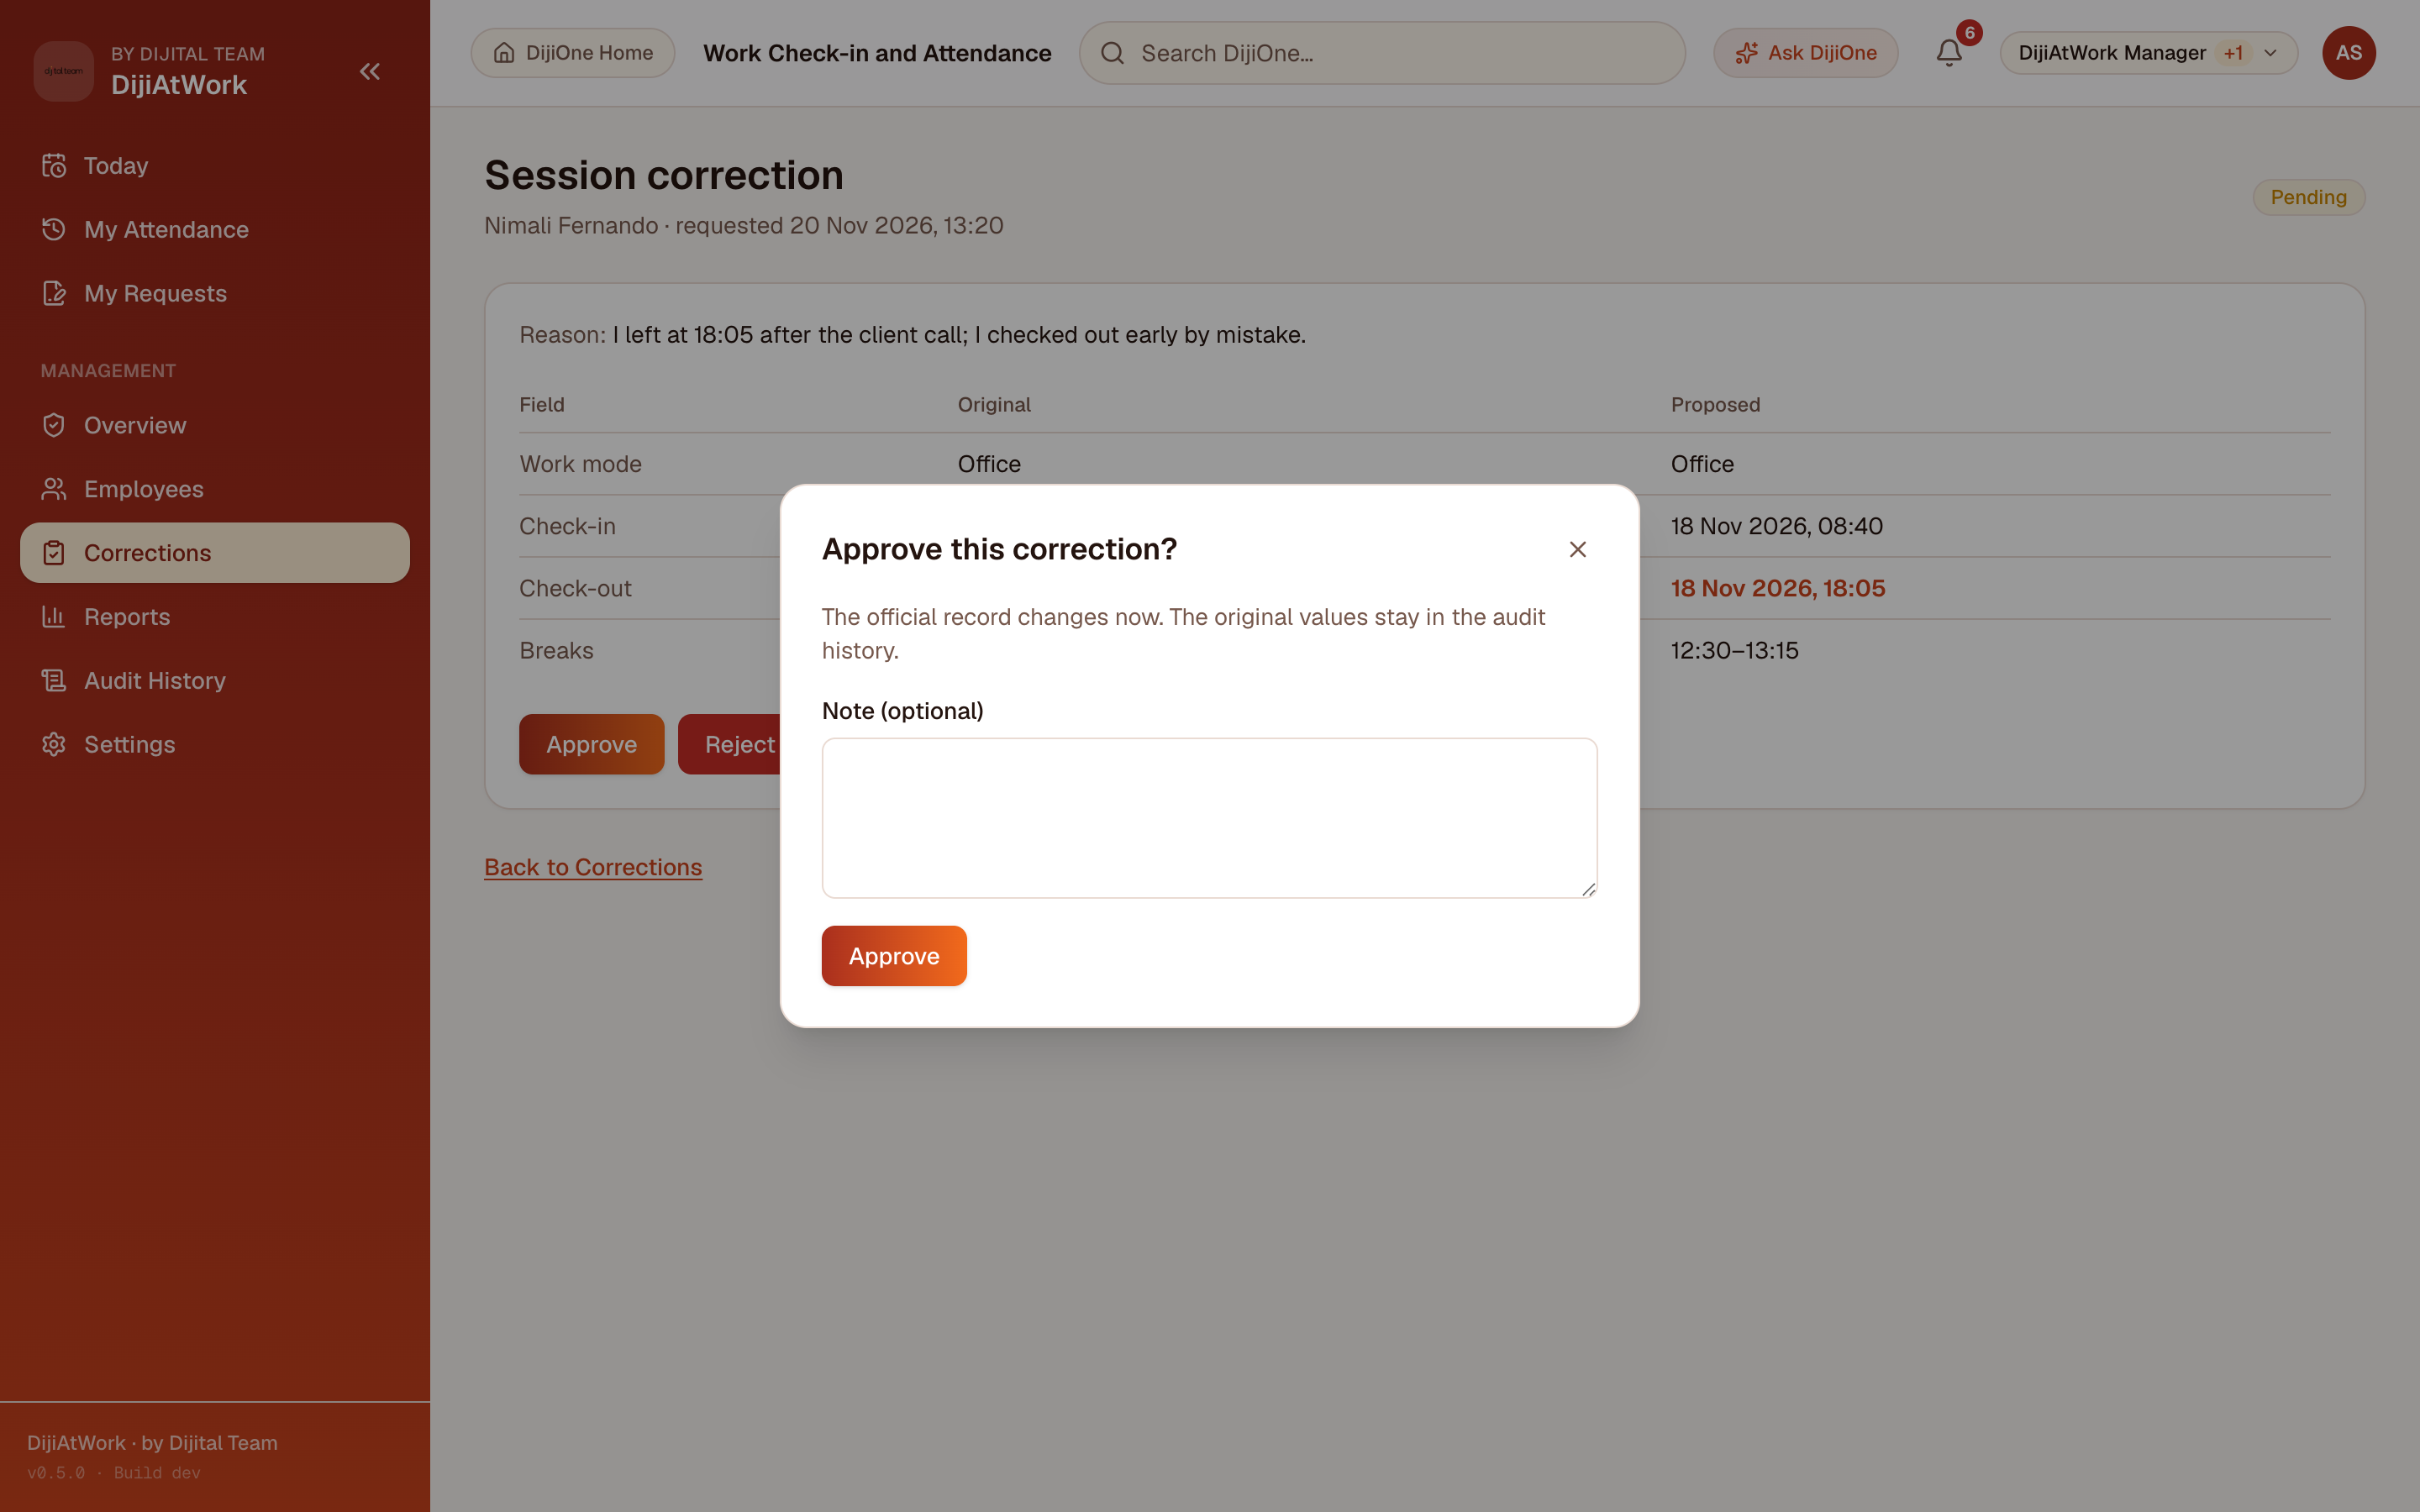 dytal team
BY DIJITAL TEAM
DijiAtWork
Today
My Attendance
My Requests
MANAGEMENT
Overview
Employees
Corrections
Reports
Audit History
Settings
DijiAtWork · by Dijital Team
v0.5.0 · Build dev
DijiOne Home
Work Check-in and Attendance
Search DijiOne...
Ask DijiOne
6
DijiAtWork Manager +1
AS
Session correction
Nimali Fernando · requested 20 Nov 2026, 13:20
Pending
Reason: I left at 18:05 after the client call; I checked out early by mistake.
Field Original Proposed
Work mode Office Office
Check-in 18 Nov 2026, 08:40
Check-out 18 Nov 2026, 18:05
Breaks 12:30–13:15
Approve Reject
Back to Corrections
Approve this correction?
The official record changes now. The original values stay in the audit
history.
Note (optional)
Approve